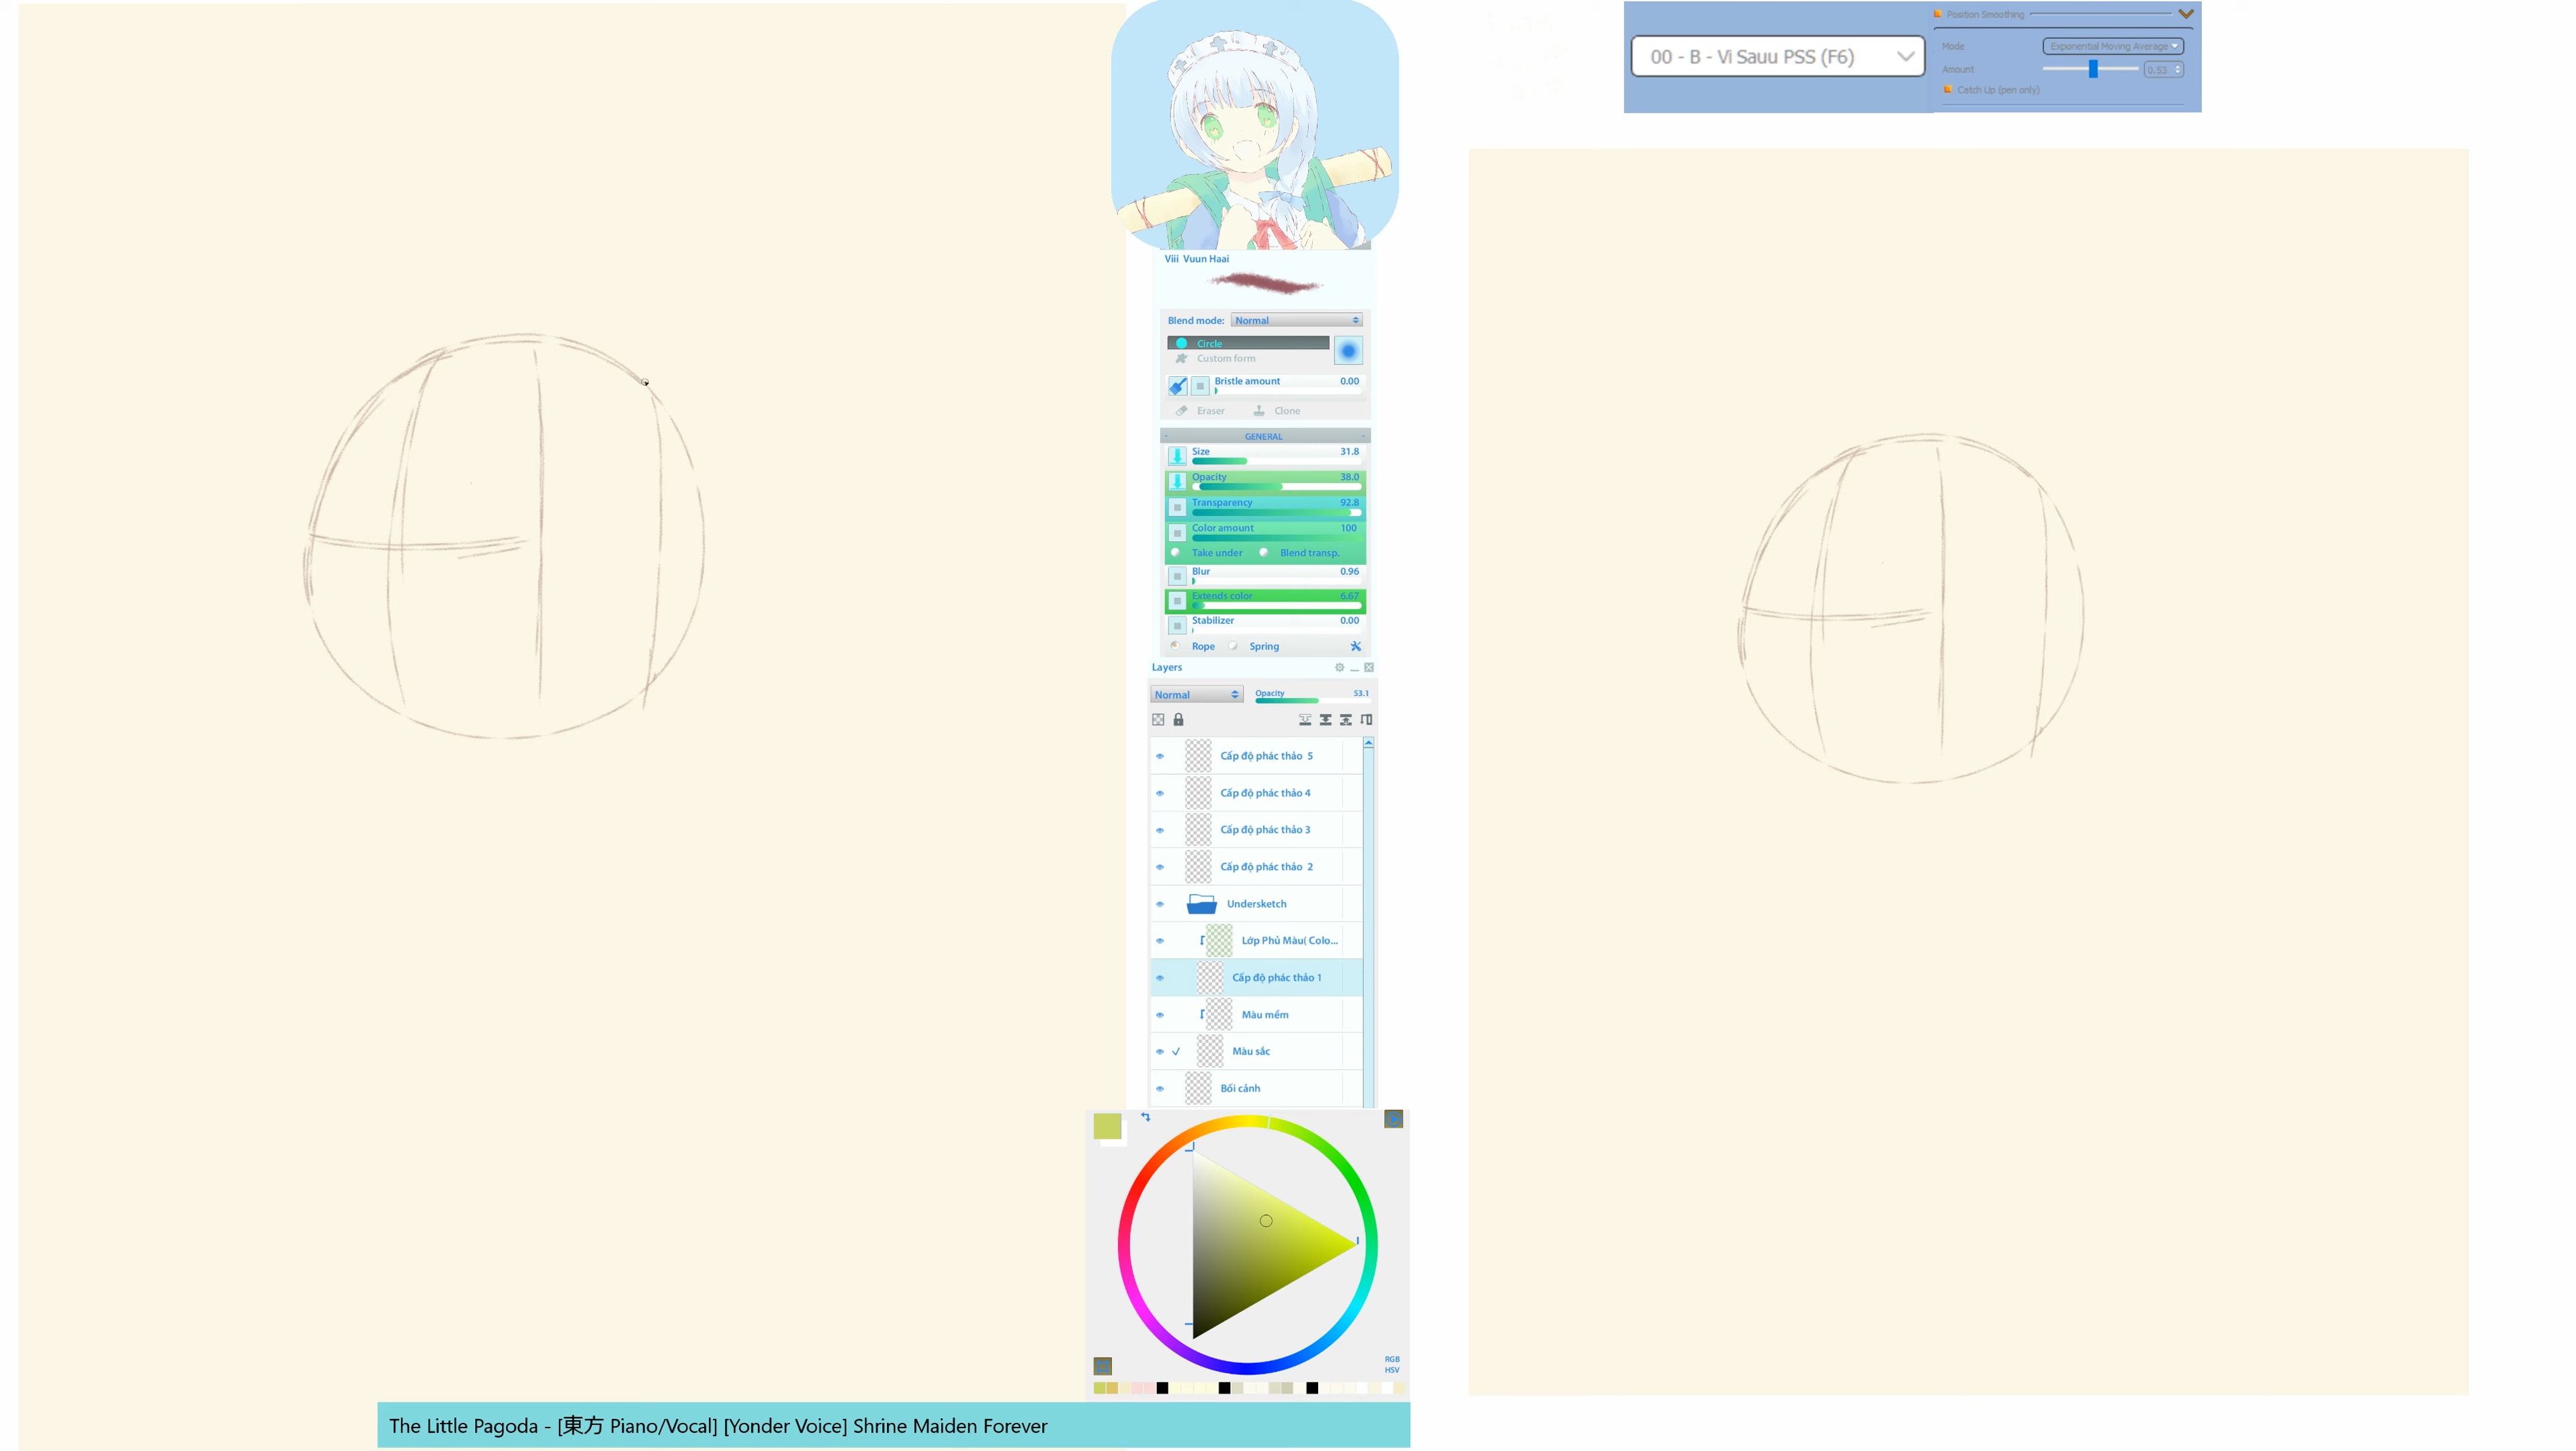 Position Smoothing
00 - B - Vi Sauu PSS (F6)
Mode
Exponential Moving Average
Amount
0.53
Catch Up (pen only)
Viii Vuun Haai
Blend mode: Normal
Circle
Custom form
Bristle amount 0.00
Eraser Clone
GENERAL
Size 31.8
Opacity 38.0
Transparency 92.8
Color amount 100
Take under Blend transp.
Blur 0.96
Extends color 6.67
Stabilizer 0.00
Rope Spring
Layers
Normal Opacity 53.1
Cấp độ phác thảo 5
Cấp độ phác thảo 4
Cấp độ phác thảo 3
Cấp độ phác thảo 2
Undersketch
Lớp Phủ Màu( Colo...
Cấp độ phác thảo 1
Màu mềm
Màu sắc
Bối cảnh
RGB
HSV
The Little Pagoda - [東方 Piano/Vocal] [Yonder Voice] Shrine Maiden Forever